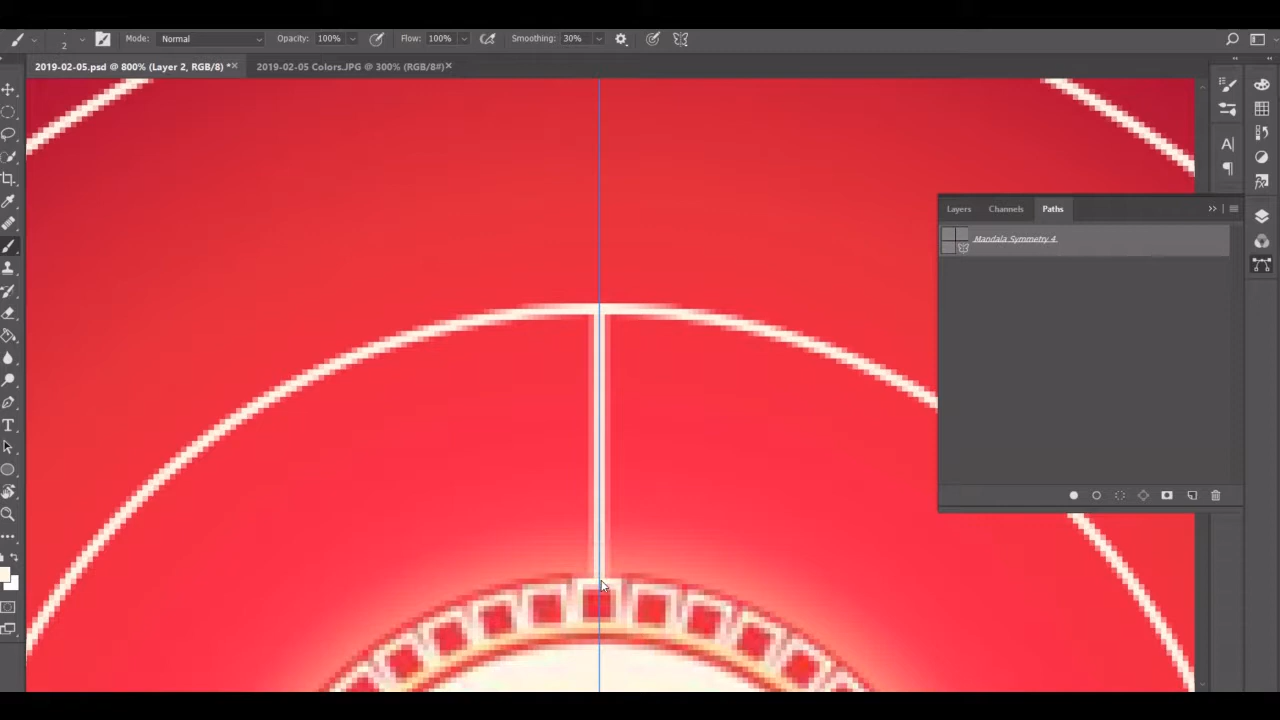 2 Mode: Normal Opacity: 100% Flow: 100% Smoothing: 30%
2019-02-05.psd @ 800% (Layer 2, RGB/8) * 2019-02-05 Colors.JPG @ 300% (RGB/8#)
Layers Channels Paths
Mandala Symmetry 4